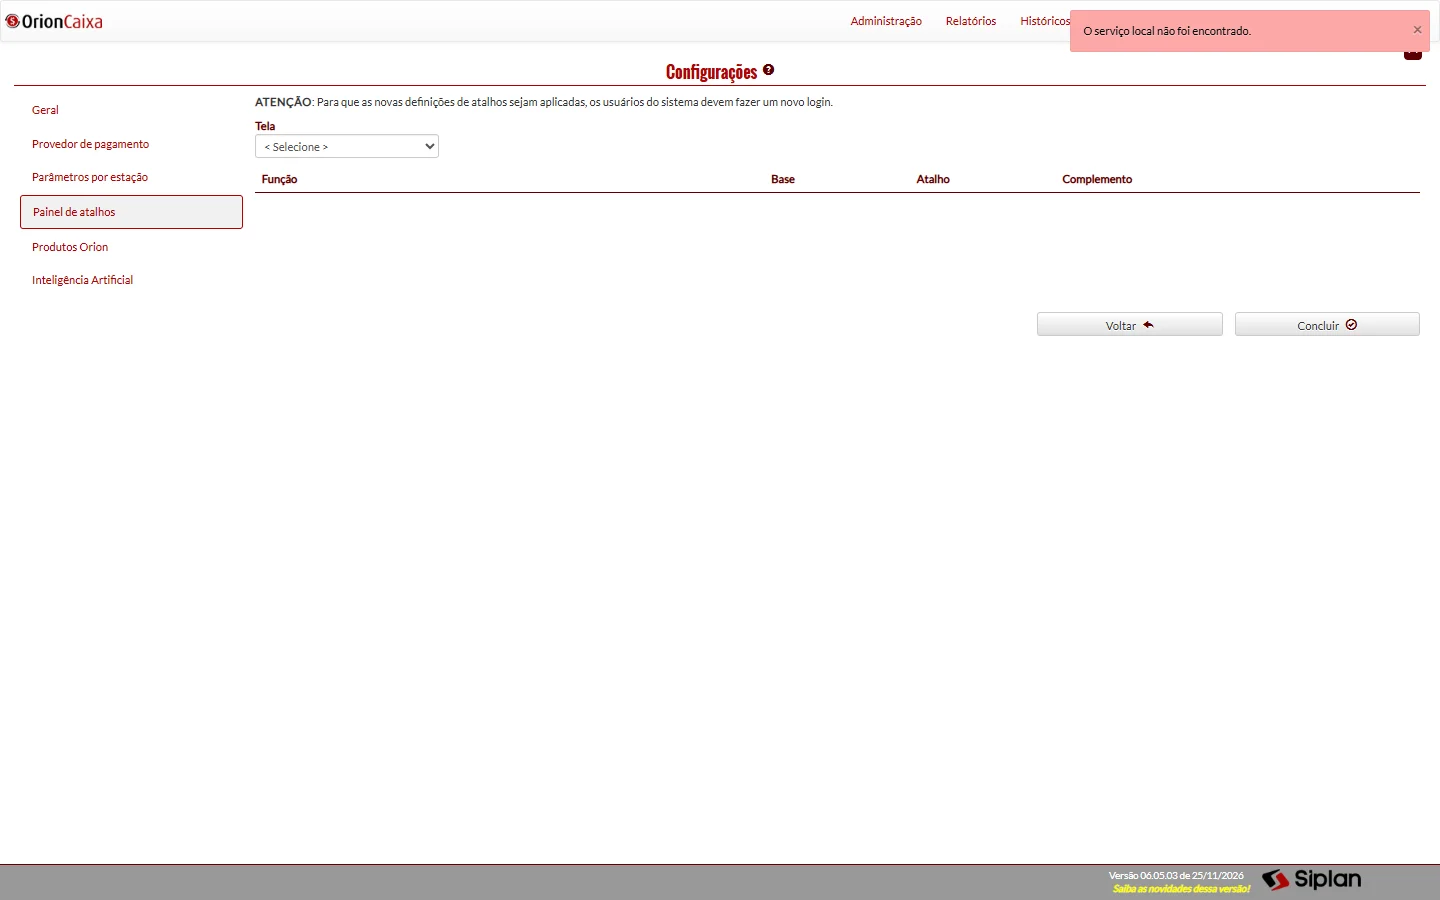 OrionCaixa
Administração
Relatórios
Históricos
O serviço local não foi encontrado.
×
Configurações
Geral
Provedor de pagamento
Parâmetros por estação
Painel de atalhos
Produtos Orion
Inteligência Artificial
ATENÇÃO: Para que as novas definições de atalhos sejam aplicadas, os usuários do sistema devem fazer um novo login.
Tela
< Selecione >
Função Base Atalho Complemento
Voltar
Concluir
Versão 06.05.03 de 25/11/2026
Saiba as novidades dessa versão!
Siplan